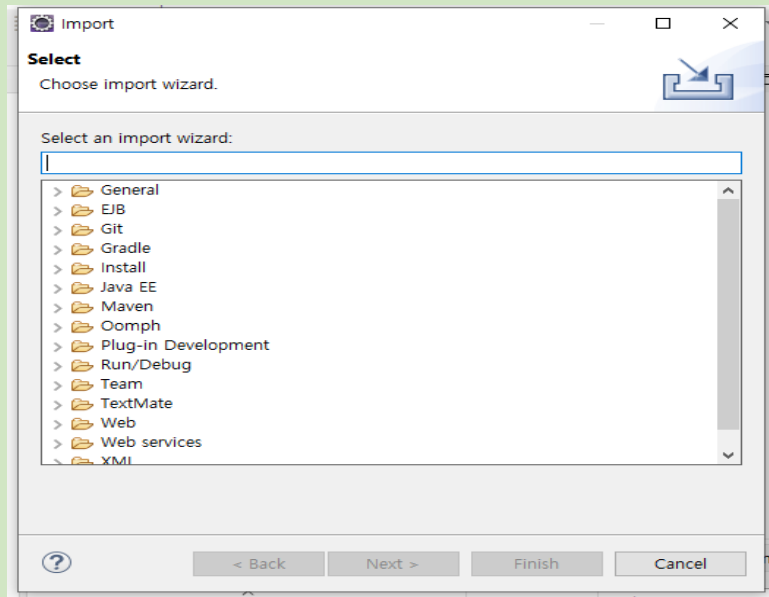 Import
Select
Choose import wizard.
Select an import wizard:
General
EJB
Git
Gradle
Install
Java EE
Maven
Oomph
Plug-in Development
Run/Debug
Team
TextMate
Web
Web services
XML
< Back
Next >
Finish
Cancel